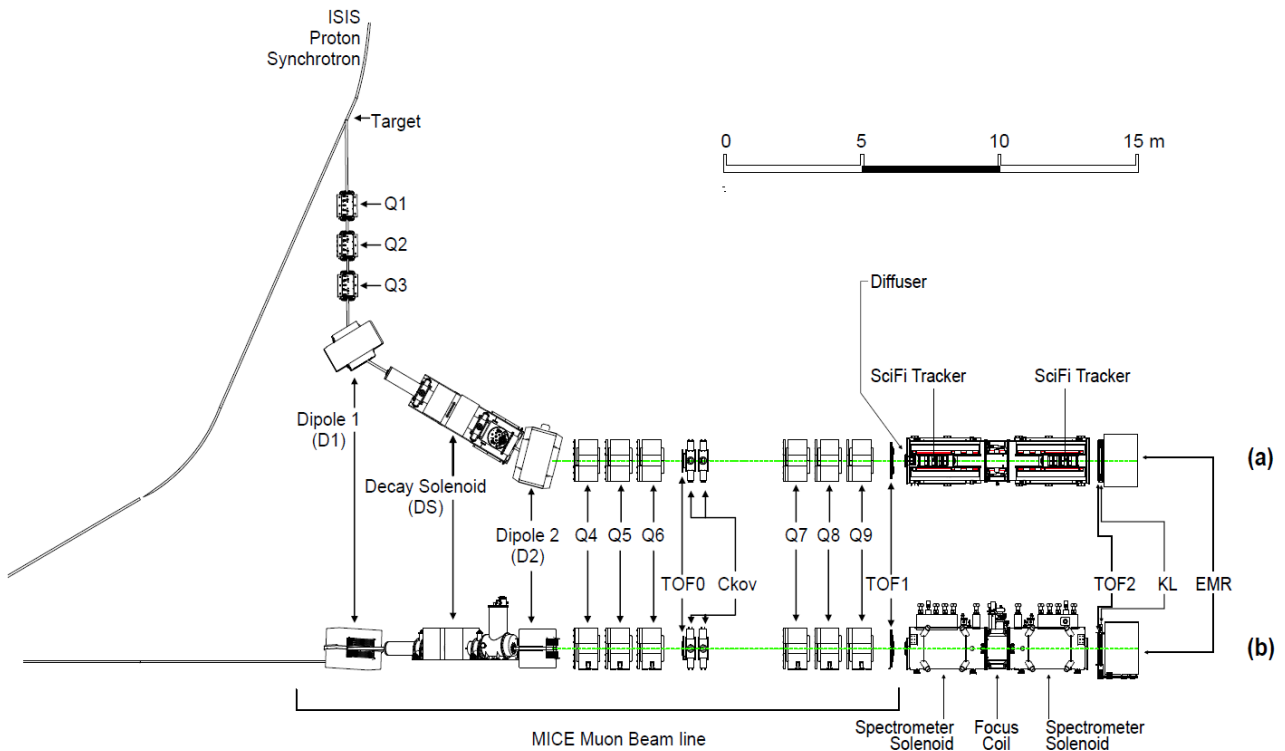 ISIS
Proton
Synchrotron
Target
0 5 10 15 m
Q1
Q2
Q3
Diffuser
SciFi Tracker SciFi Tracker
Dipole 1
(D1)
(a)
Decay Solenoid
(DS)
Dipole 2
(D2)
Q4 Q5 Q6 Q7 Q8 Q9
TOF0 Ckov TOF1 TOF2 KL EMR
(b)
Spectrometer
Solenoid
Focus
Coil
Spectrometer
Solenoid
MICE Muon Beam line